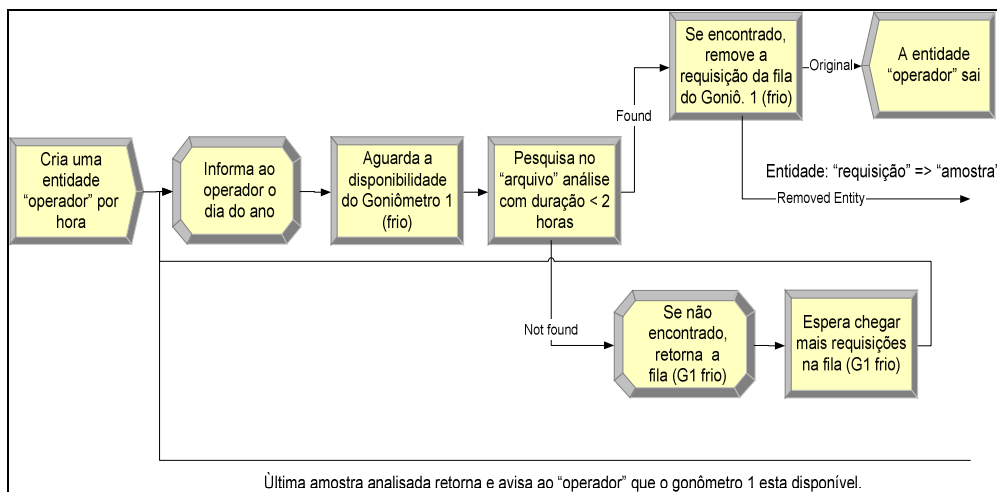 Cria uma
entidade
“operador” por
hora
Informa ao
operador o
dia do ano
Aguarda a
disponibilidade
do Goniômetro 1
(frio)
Pesquisa no
“arquivo” análise
com duração < 2
horas
Found
Se encontrado,
remove a
requisição da fila
do Goniô. 1 (frio)
Original
A entidade
“operador” sai
Entidade: “requisição” => “amostra”
Removed Entity
Not found
Se não
encontrado,
retorna a
fila (G1 frio)
Espera chegar
mais requisições
na fila (G1 frio)
Ùltima amostra analisada retorna e avisa ao “operador” que o gonômetro 1 esta disponível.